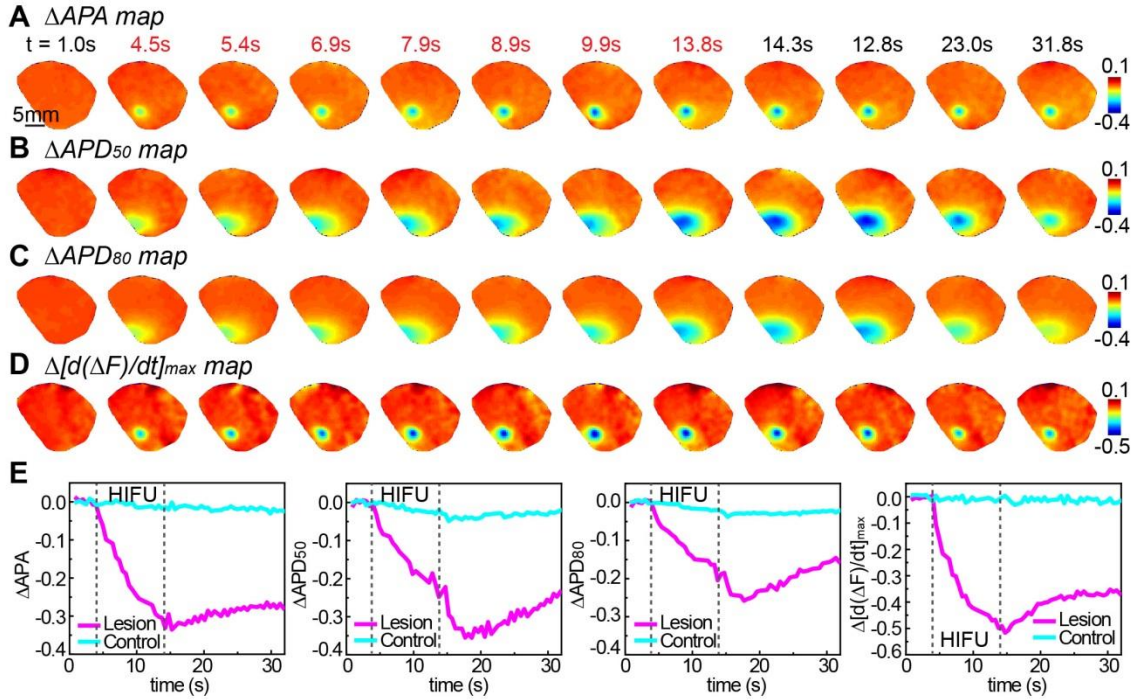 A ΔAPA map
t = 1.0s 4.5s 5.4s 6.9s 7.9s 8.9s 9.9s 13.8s 14.3s 12.8s 23.0s 31.8s
5mm
0.1
-0.4
B ΔAPD50 map
0.1
-0.4
C ΔAPD80 map
0.1
-0.4
D Δ[d(ΔF)/dt]max map
0.1
-0.5
E
ΔAPA
0.0
-0.1
-0.2
-0.3
-0.4
HIFU
Lesion
Control
0 10 20 30
time (s)
ΔAPD50
0.0
-0.1
-0.2
-0.3
-0.4
HIFU
Lesion
Control
0 10 20 30
time (s)
ΔAPD80
0.0
-0.1
-0.2
-0.3
-0.4
HIFU
Lesion
Control
0 10 20 30
time (s)
Δ[d(ΔF)/dt]max
0.0
-0.1
-0.2
-0.3
-0.4
-0.5
-0.6
HIFU
Lesion
Control
0 10 20 30
time (s)